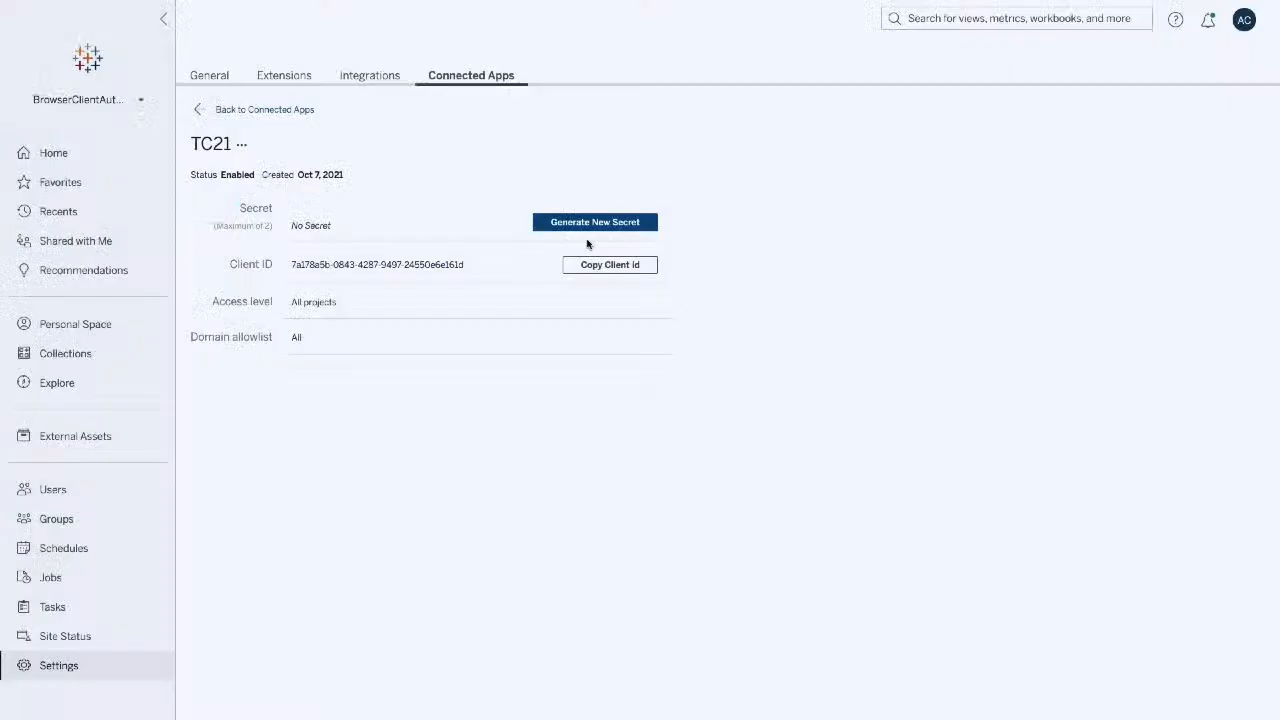 Search for views, metrics, workbooks, and more
AC
BrowserClientAut...
Home
Favorites
Recents
Shared with Me
Recommendations
Personal Space
Collections
Explore
External Assets
Users
Groups
Schedules
Jobs
Tasks
Site Status
Settings
General Extensions Integrations Connected Apps
Back to Connected Apps
TC21 ...
Status Enabled Created Oct 7, 2021
Secret
(Maximum of 2) No Secret Generate New Secret
Client ID 7a178a5b-0843-4287-9497-24550e6e161d Copy Client id
Access level All projects
Domain allowlist All